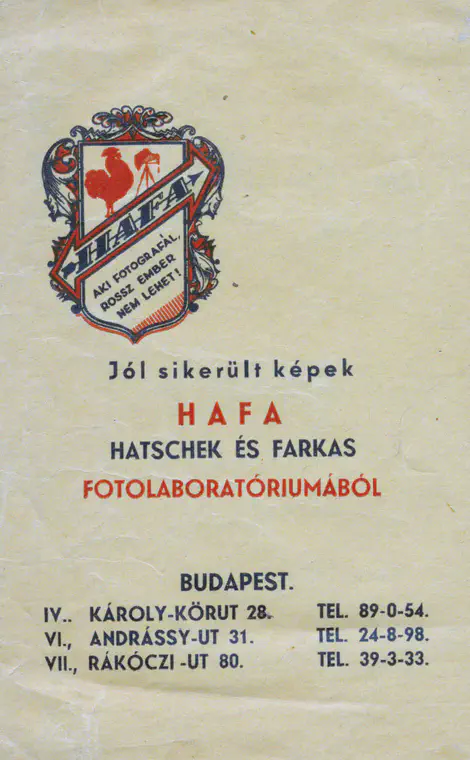 HAFA
AKI FOTOGRAFÁL,
ROSSZ EMBER
NEM LEHET!
Jól sikerült képek
HAFA
HATSCHEK ÉS FARKAS
FOTOLABORATÓRIUMÁBÓL
BUDAPEST.
IV.. KÁROLY-KÖRUT 28. TEL. 89-0-54.
VI., ANDRÁSSY-UT 31. TEL. 24-8-98.
VII., RÁKÓCZI-UT 80. TEL. 39-3-33.